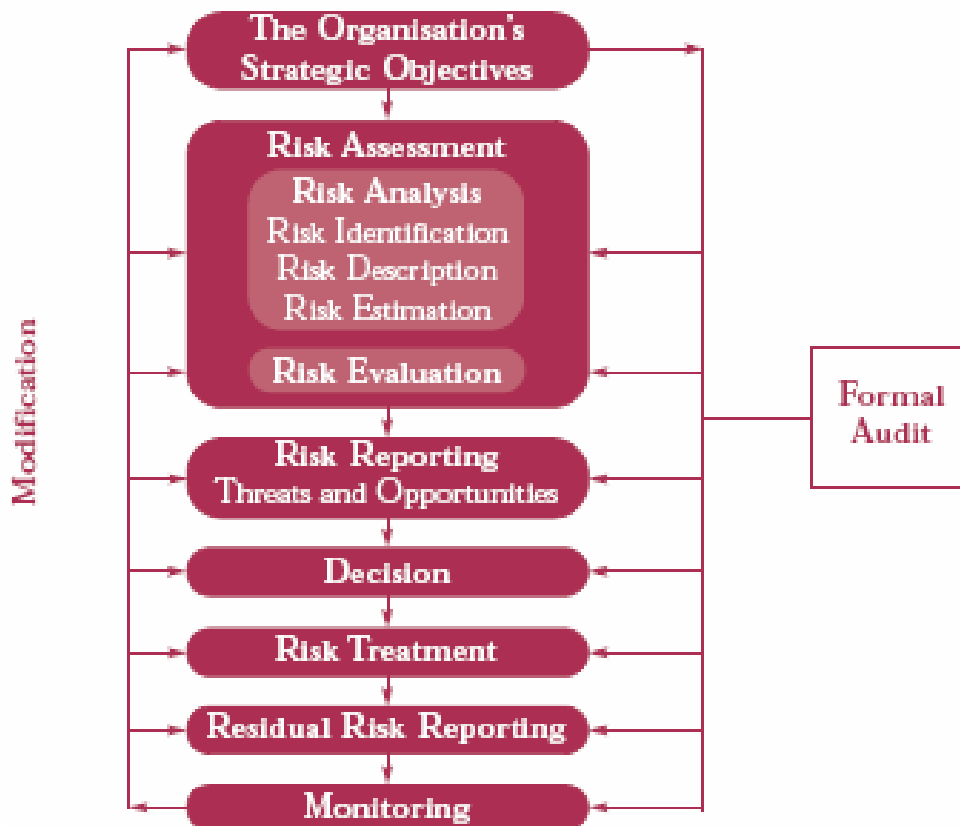 The Organisation's
Strategic Objectives
Risk Assessment
Risk Analysis
Risk Identification
Risk Description
Risk Estimation
Risk Evaluation
Risk Reporting
Threats and Opportunities
Decision
Risk Treatment
Residual Risk Reporting
Monitoring
Modification
Formal
Audit